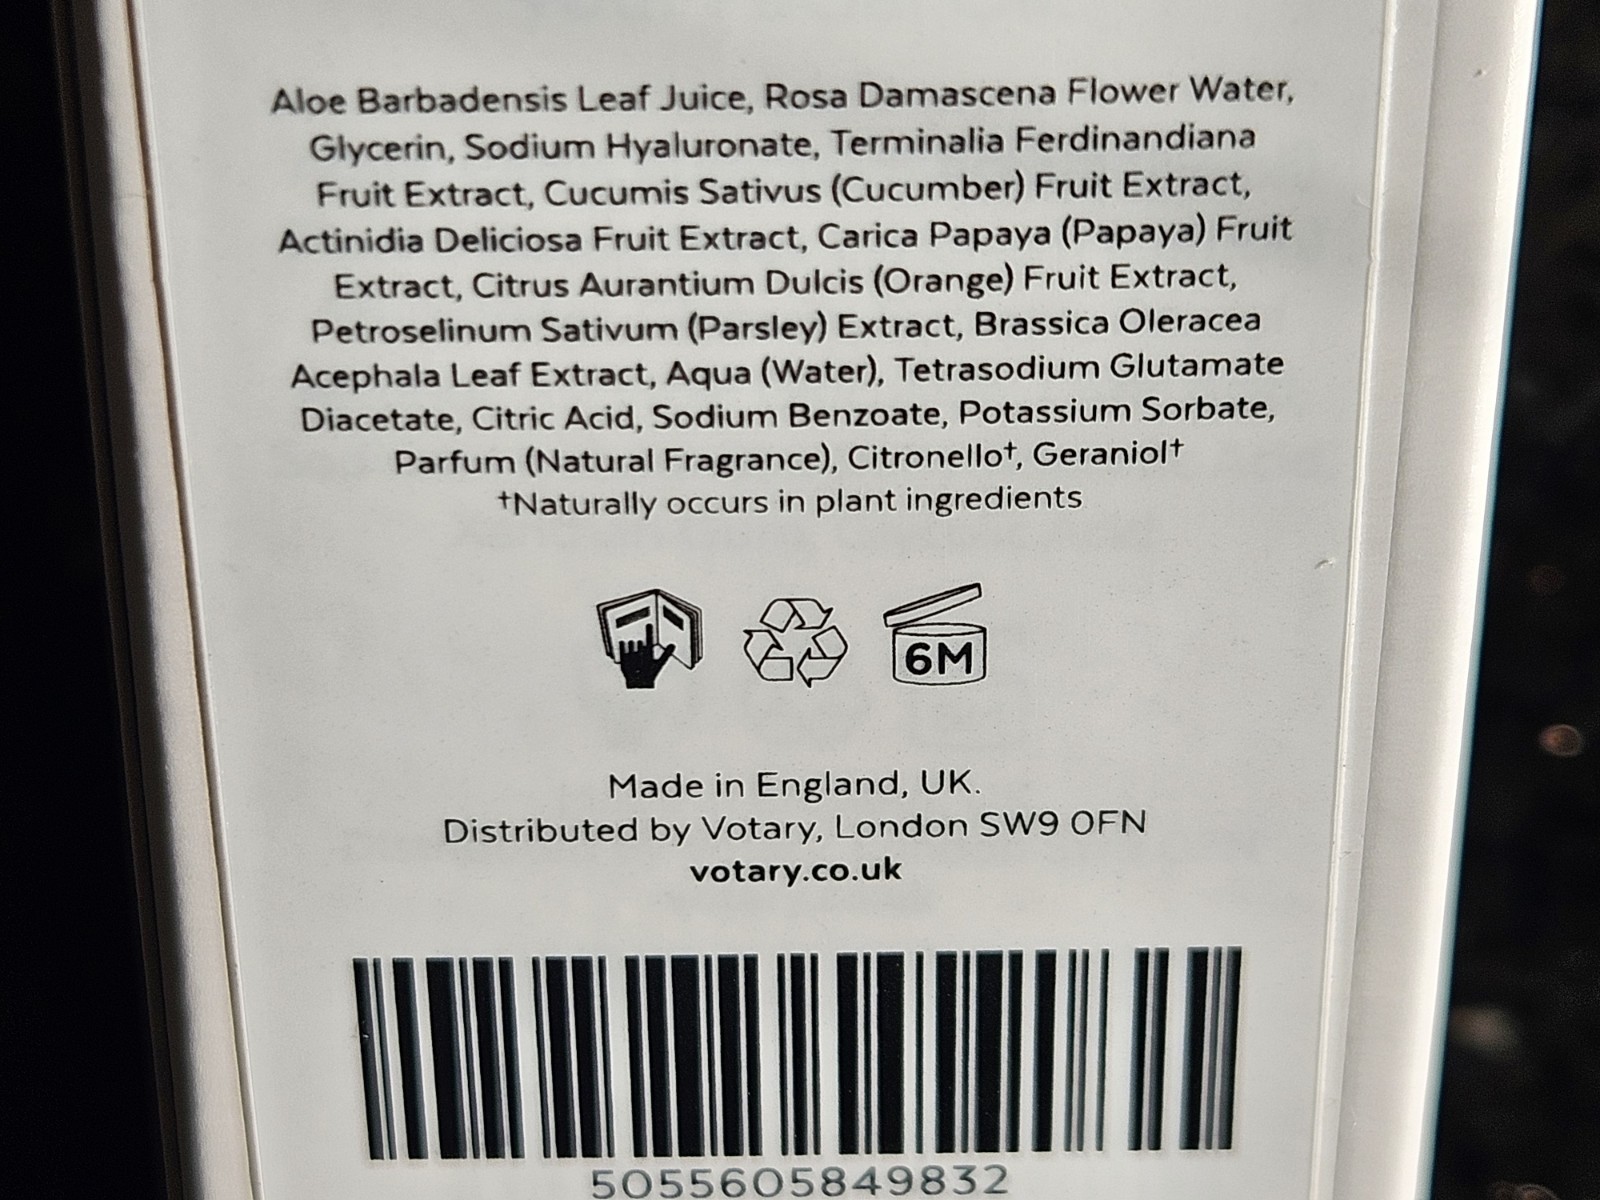 Aloe Barbadensis Leaf Juice, Rosa Damascena Flower Water,
Glycerin, Sodium Hyaluronate, Terminalia Ferdinandiana
Fruit Extract, Cucumis Sativus (Cucumber) Fruit Extract,
Actinidia Deliciosa Fruit Extract, Carica Papaya (Papaya) Fruit
Extract, Citrus Aurantium Dulcis (Orange) Fruit Extract,
Petroselinum Sativum (Parsley) Extract, Brassica Oleracea
Acephala Leaf Extract, Aqua (Water), Tetrasodium Glutamate
Diacetate, Citric Acid, Sodium Benzoate, Potassium Sorbate,
Parfum (Natural Fragrance), Citronello†, Geraniol†
†Naturally occurs in plant ingredients
6M
Made in England, UK.
Distributed by Votary, London SW9 0FN
votary.co.uk
5055605849832